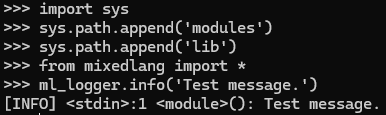 >>> import sys
>>> sys.path.append('modules')
>>> sys.path.append('lib')
>>> from mixedlang import *
>>> ml_logger.info('Test message.')
[INFO] <stdin>:1 <module>(): Test message.